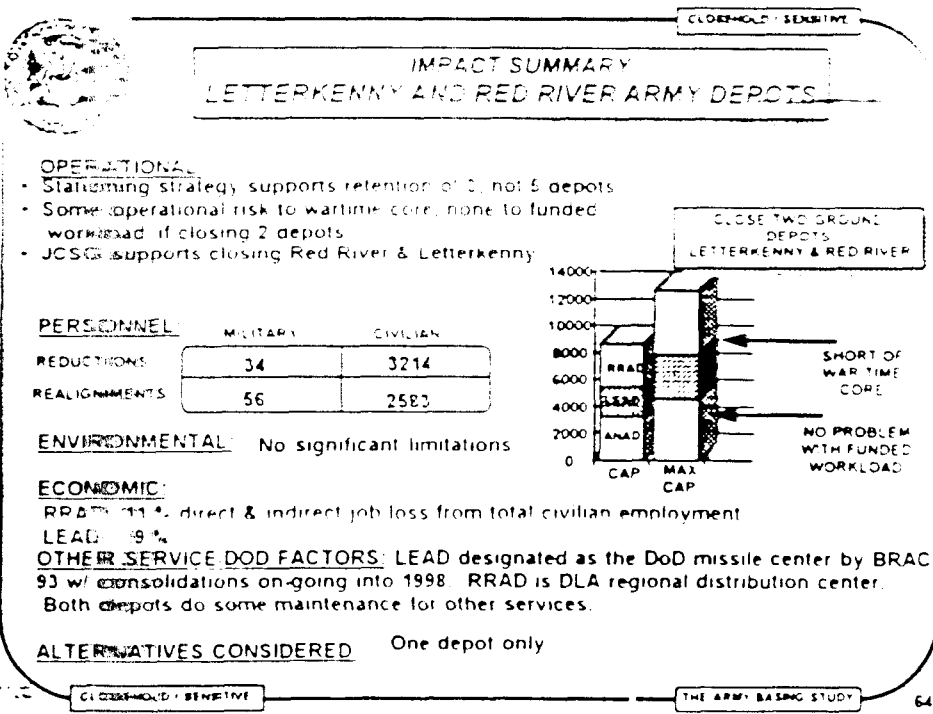 CLOSEHOLD / SENSITIVE
IMPACT SUMMARY
LETTERKENNY AND RED RIVER ARMY DEPOTS
OPERATIONAL
- Stationing strategy supports retention of 3, not 5 depots
- Some operational risk to wartime core, none to funded
workload if closing 2 depots
- JCSG supports closing Red River & Letterkenny
CLOSE TWO GROUND
DEPOTS
LETTERKENNY & RED RIVER
14000
12000
10000
8000
6000
4000
2000
0
RRAD
LEAD
ANAD
CAP
MAX
CAP
SHORT OF
WAR TIME
CORE
NO PROBLEM
WITH FUNDED
WORKLOAD
PERSONNEL:
MILITARY CIVILIAN
REDUCTIONS 34 3214
REALIGNMENTS 56 2583
ENVIRONMENTAL: No significant limitations
ECONOMIC:
RRAD: % direct & indirect job loss from total civilian employment
LEAD: %
OTHER SERVICE/DOD FACTORS: LEAD designated as the DoD missile center by BRAC
93 w/ consolidations on-going into 1998. RRAD is DLA regional distribution center.
Both depots do some maintenance for other services.
ALTERNATIVES CONSIDERED One depot only
CLOSEHOLD / SENSITIVE
THE ARMY BASING STUDY
64